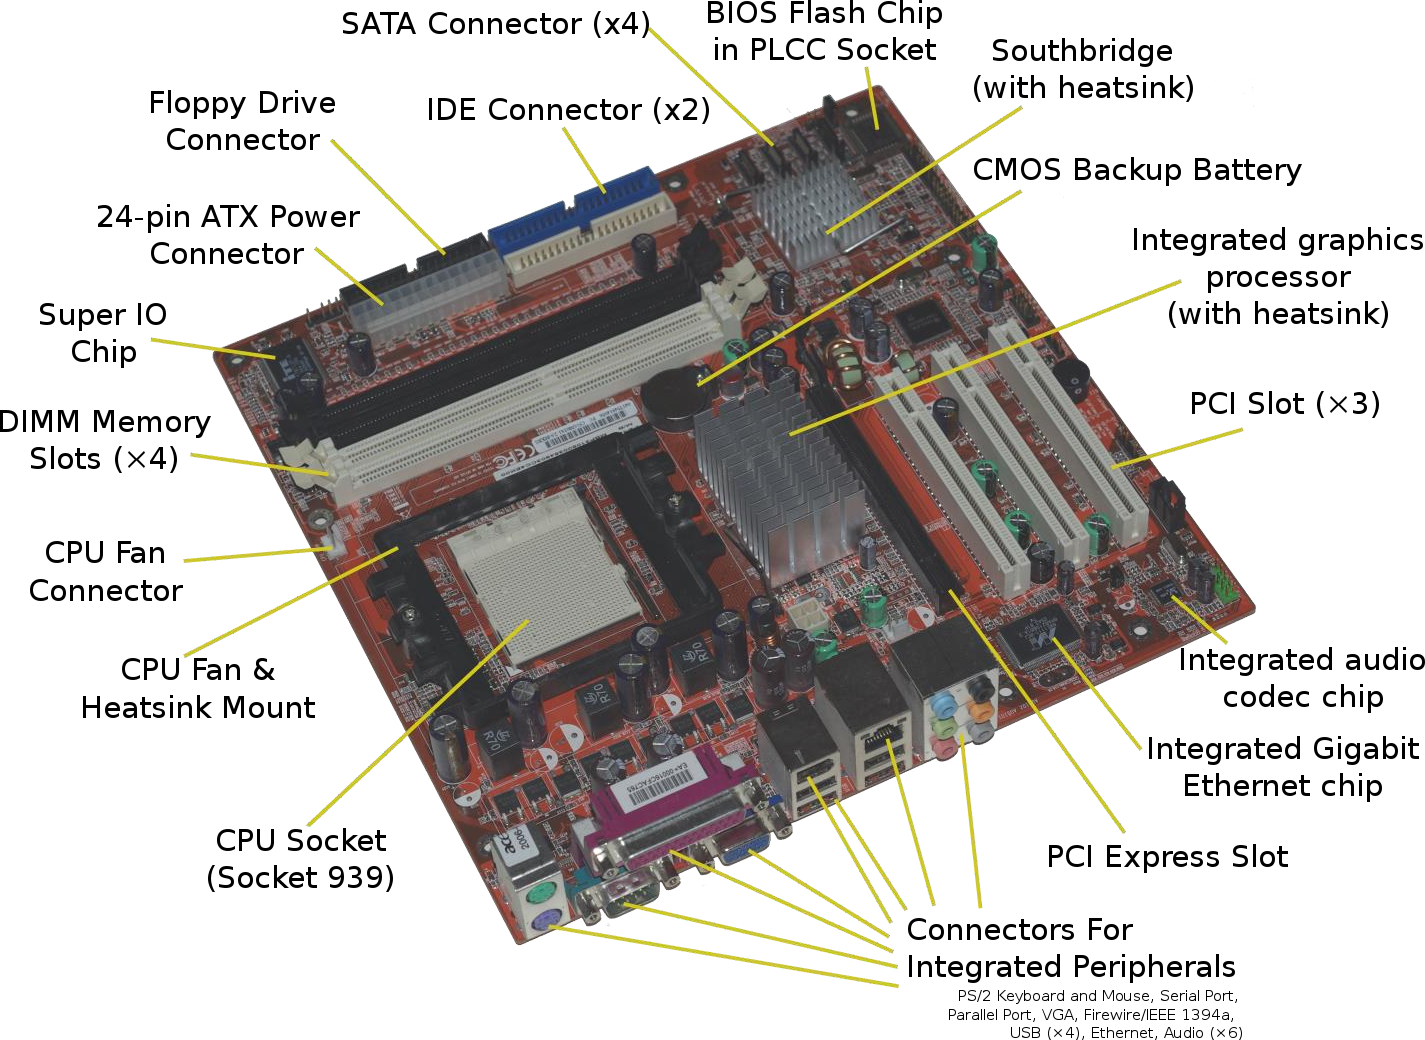 SATA Connector (x4)
BIOS Flash Chip
in PLCC Socket
Southbridge
(with heatsink)
Floppy Drive
Connector
IDE Connector (x2)
CMOS Backup Battery
24-pin ATX Power
Connector
Integrated graphics
processor
(with heatsink)
Super IO
Chip
PCI Slot (×3)
DIMM Memory
Slots (×4)
CPU Fan
Connector
CPU Fan &
Heatsink Mount
Integrated audio
codec chip
Integrated Gigabit
Ethernet chip
CPU Socket
(Socket 939)
PCI Express Slot
Connectors For
Integrated Peripherals
PS/2 Keyboard and Mouse, Serial Port,
Parallel Port, VGA, Firewire/IEEE 1394a,
USB (×4), Ethernet, Audio (×6)
R70
R70
R70
FC